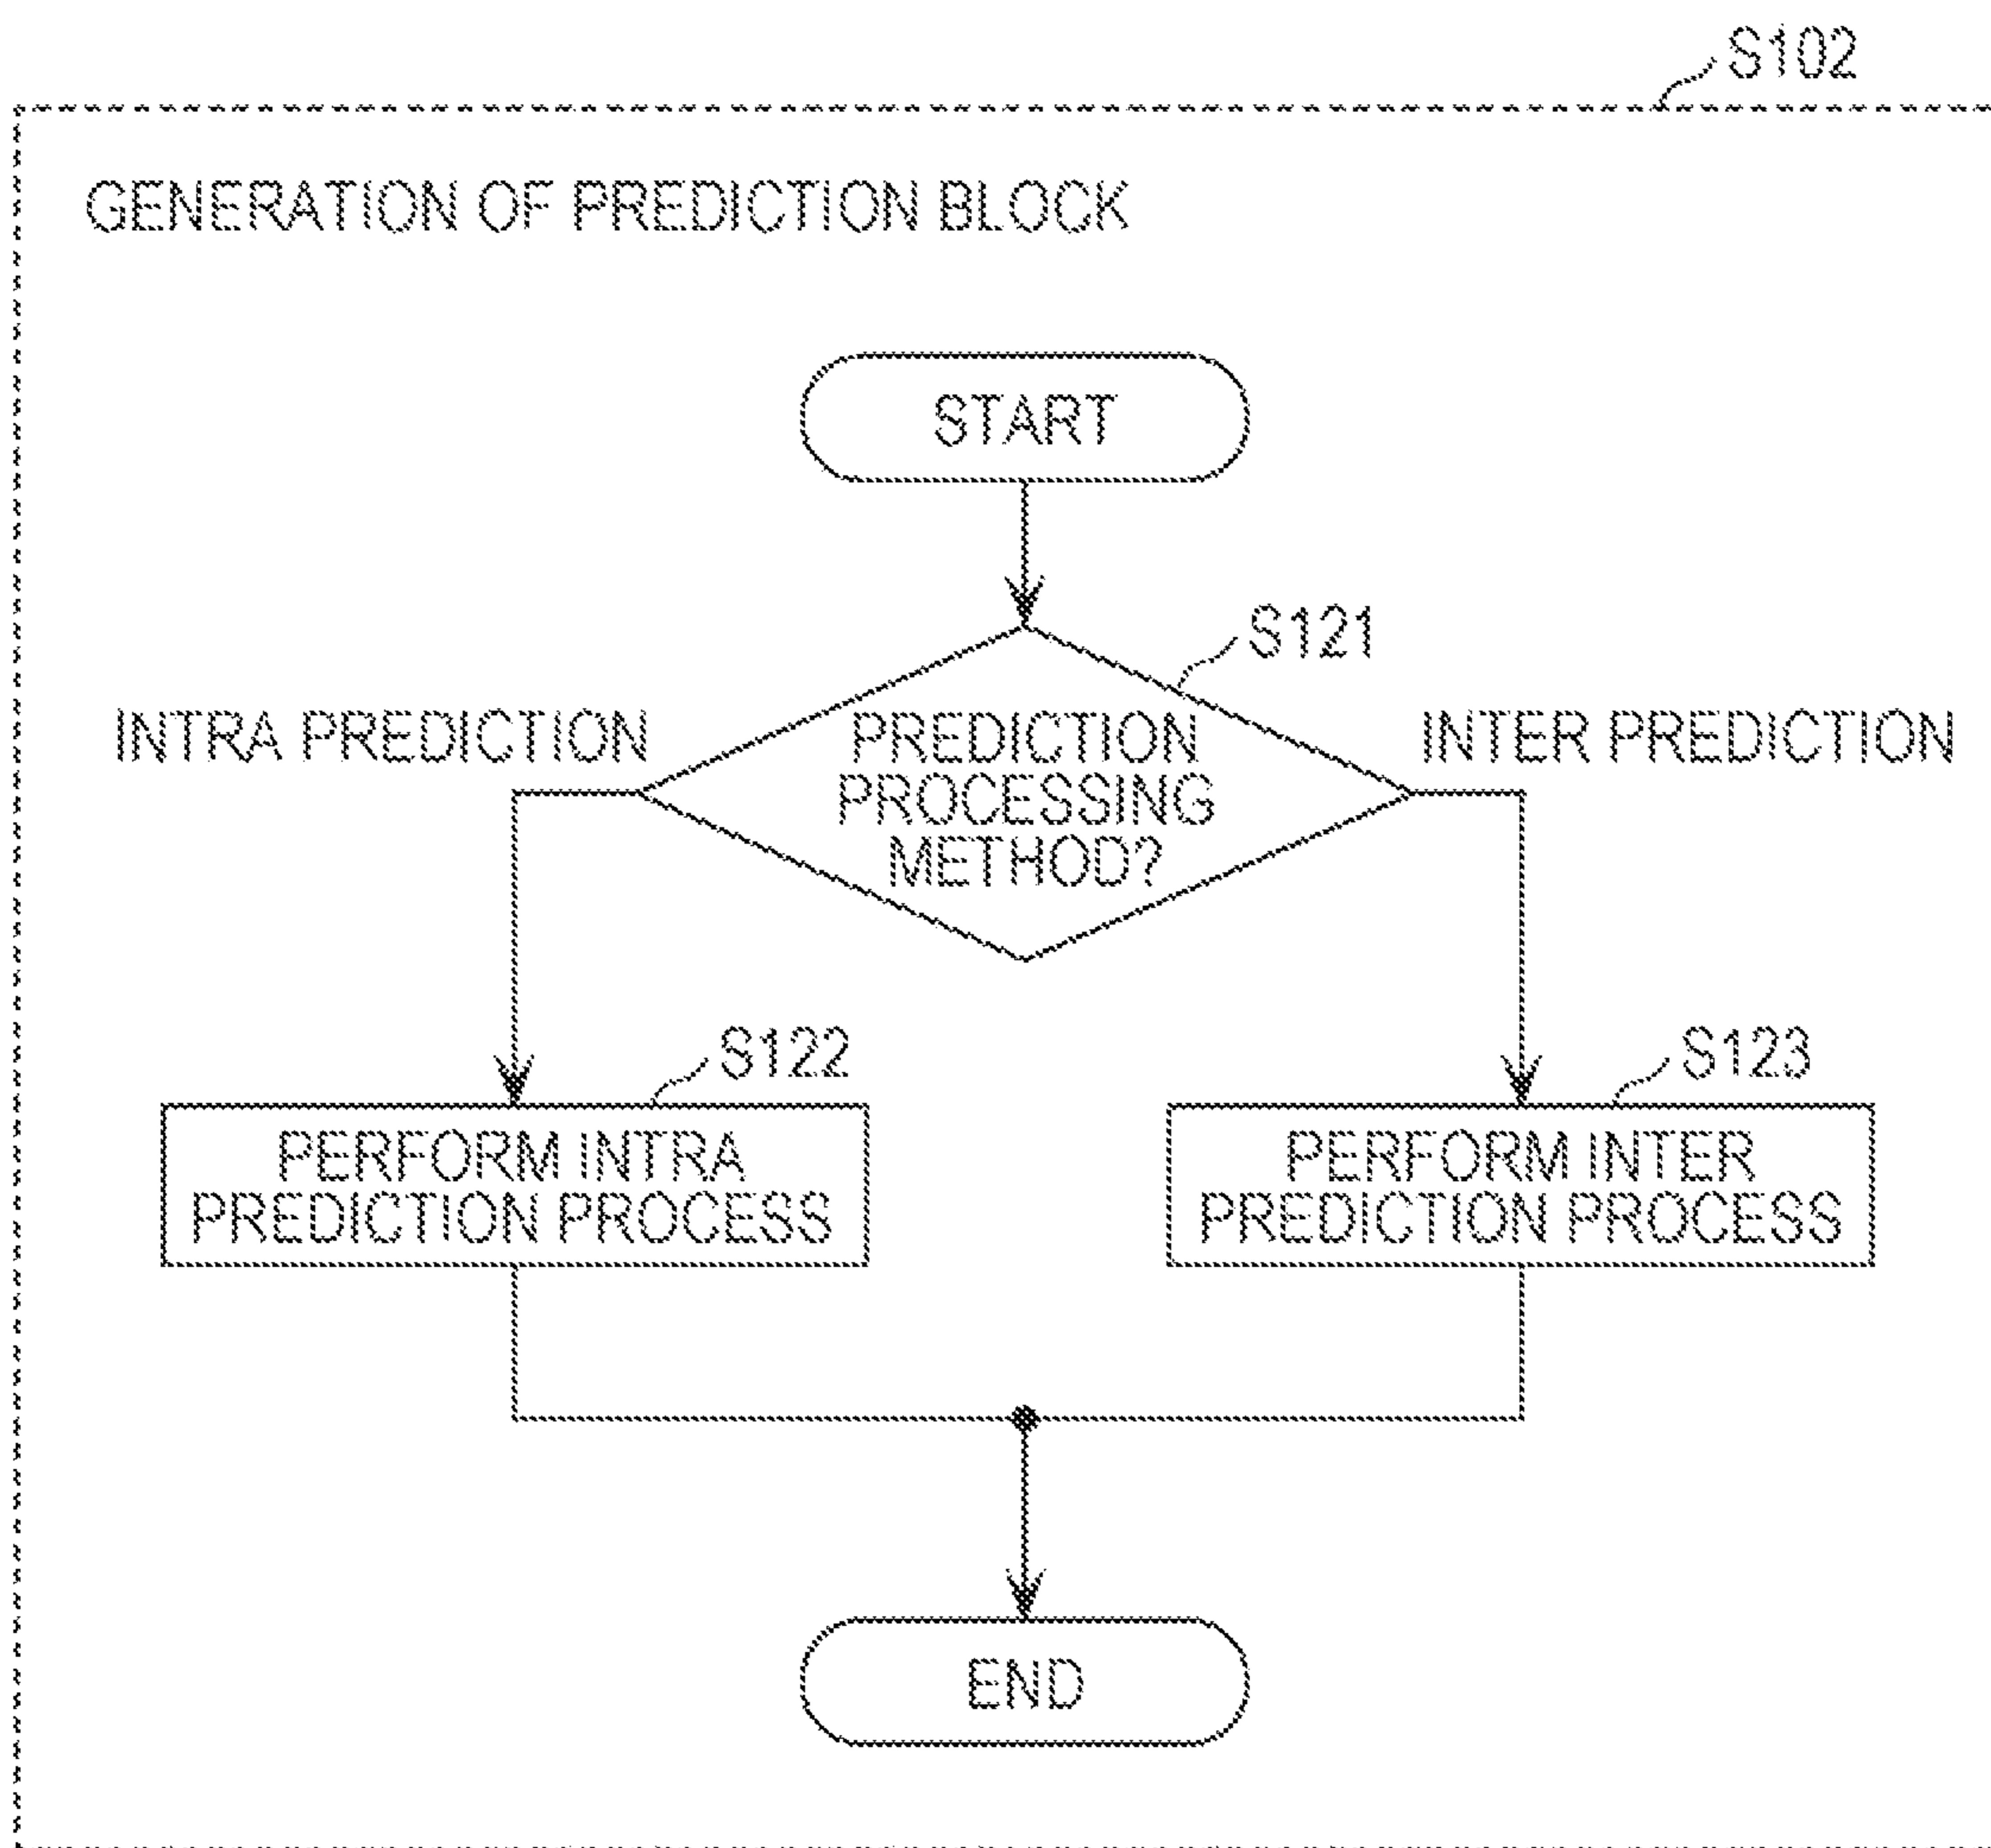 S102
GENERATION OF PREDICTION BLOCK
START
S121
INTRA PREDICTION
PREDICTION
PROCESSING
METHOD?
INTER PREDICTION
S122
PERFORM INTRA
PREDICTION PROCESS
S123
PERFORM INTER
PREDICTION PROCESS
END